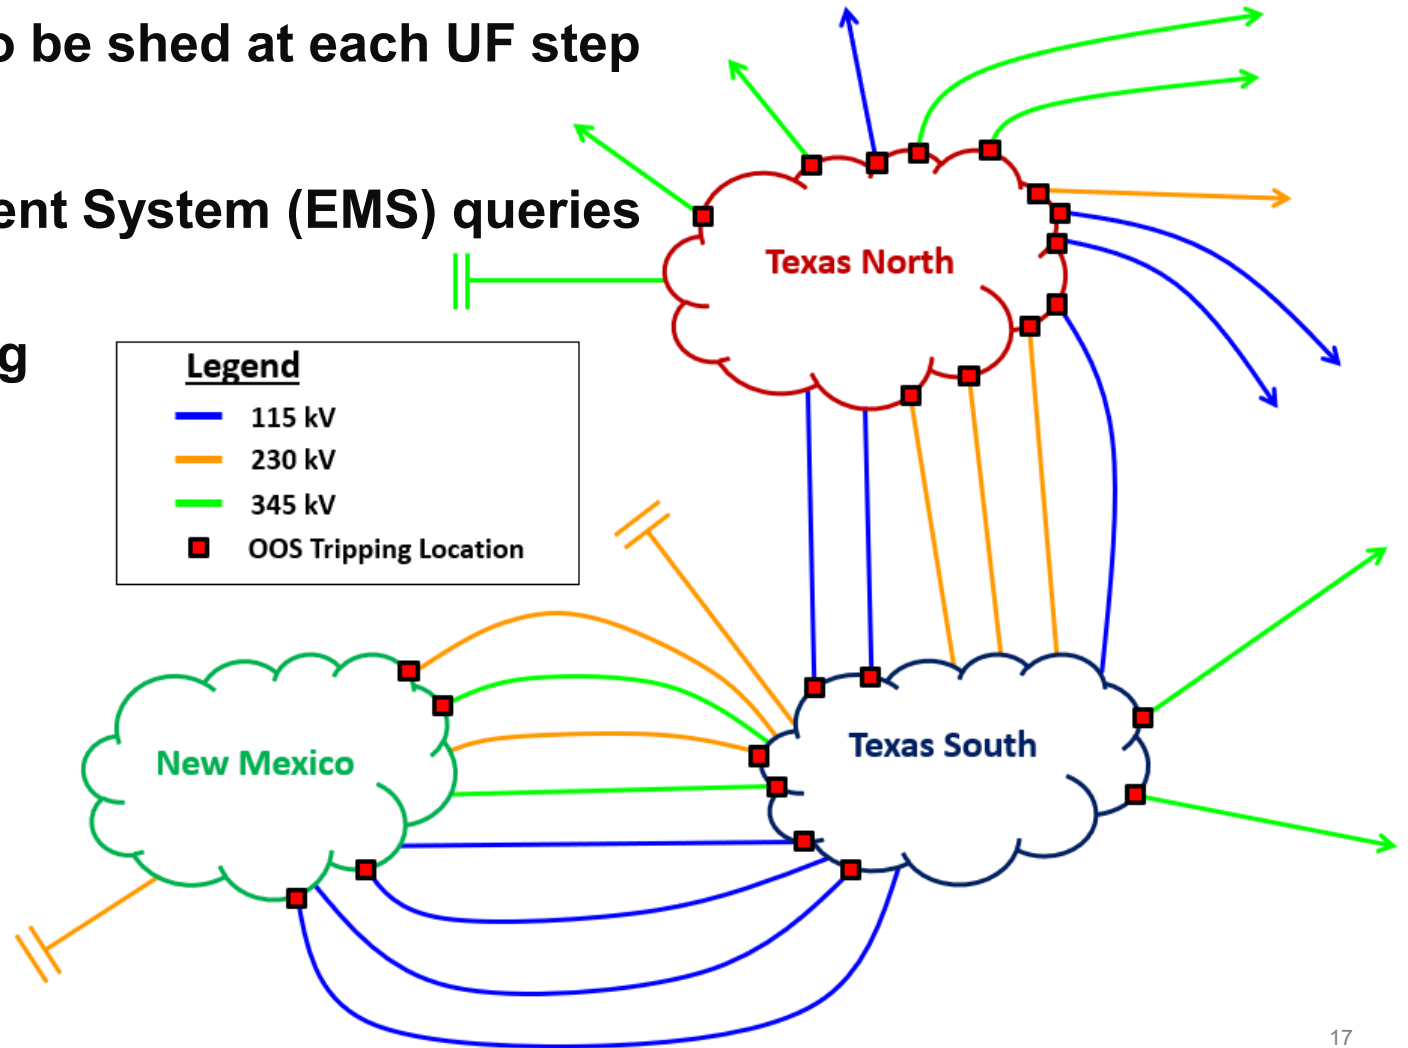 o be shed at each UF step
ent System (EMS) queries
g
Texas North
Legend
115 kV
230 kV
345 kV
OOS Tripping Location
New Mexico
Texas South
17